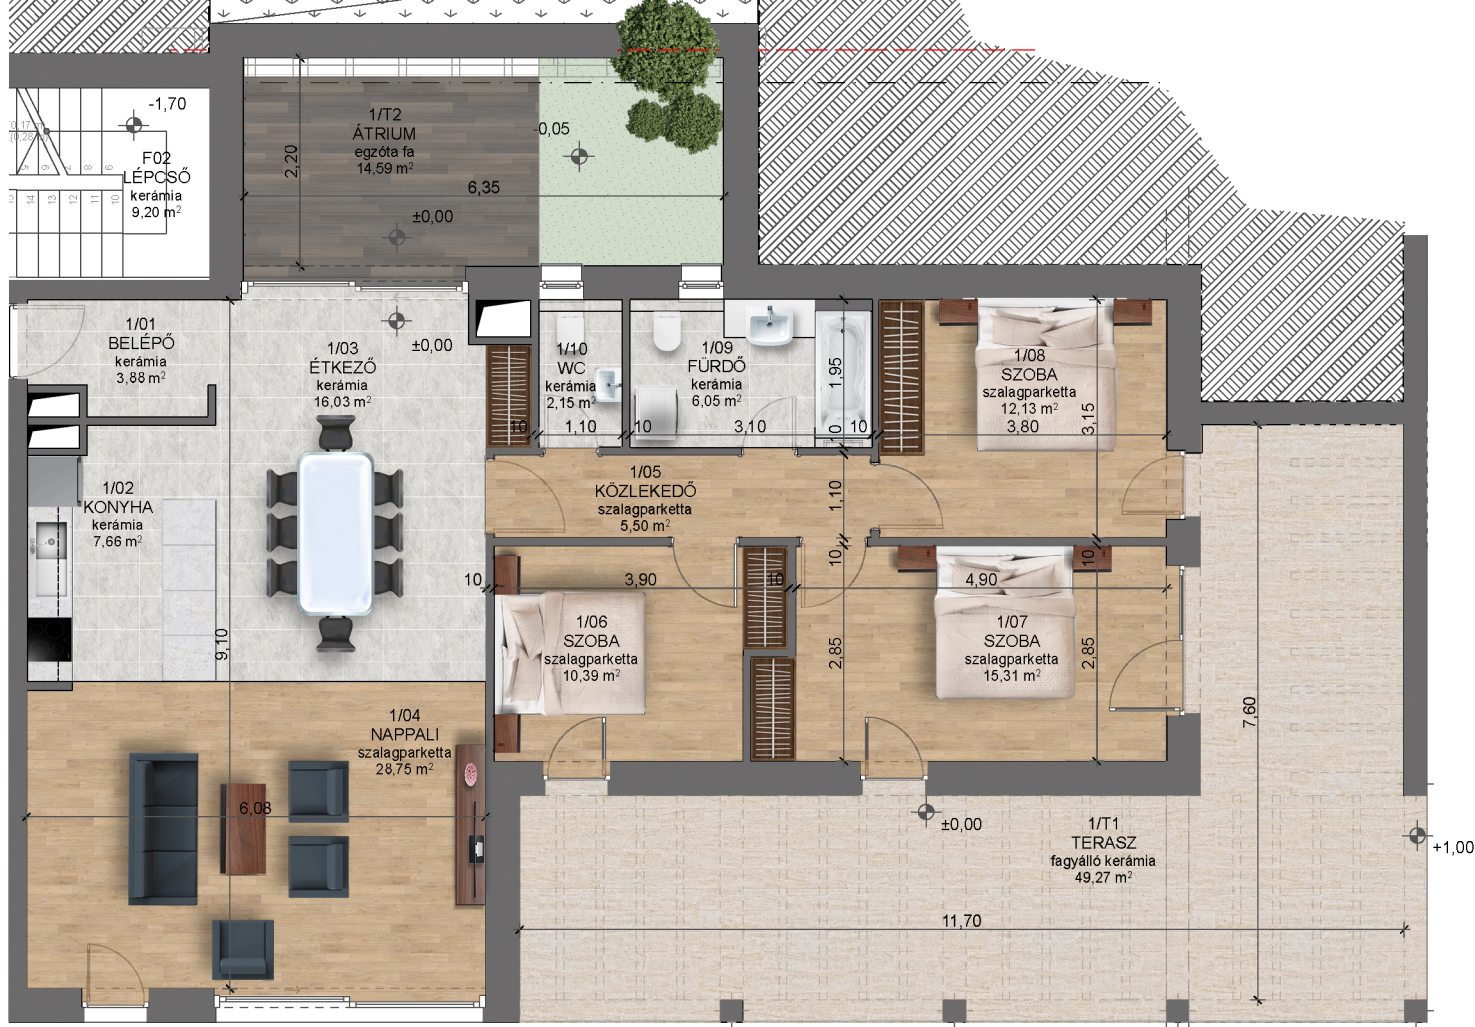 -1,70
F02
LÉPCSŐ
kerámia
9,20 m²
14
13
12
11
10
1/T2
ÁTRIUM
egzóta fa
14,59 m²
2,20
6,35
±0,00
-0,05
1/01
BELÉPŐ
kerámia
3,88 m²
±0,00
1/03
ÉTKEZŐ
kerámia
16,03 m²
1/10
WC
kerámia
2,15 m²
1/09
FÜRDŐ
kerámia
6,05 m²
1,95
1/08
SZOBA
szalagparketta
12,13 m²
3,80
3,15
10
1,10
10
3,10
10
10
1/02
KONYHA
kerámia
7,66 m²
1/05
KÖZLEKEDŐ
szalagparketta
5,50 m²
1,10
10
10
10
3,90
10
4,90
1/06
SZOBA
szalagparketta
10,39 m²
1/07
SZOBA
szalagparketta
15,31 m²
2,85
2,85
9,10
7,60
1/04
NAPPALI
szalagparketta
28,75 m²
6,08
±0,00
1/T1
TERASZ
fagyálló kerámia
49,27 m²
+1,00
11,70